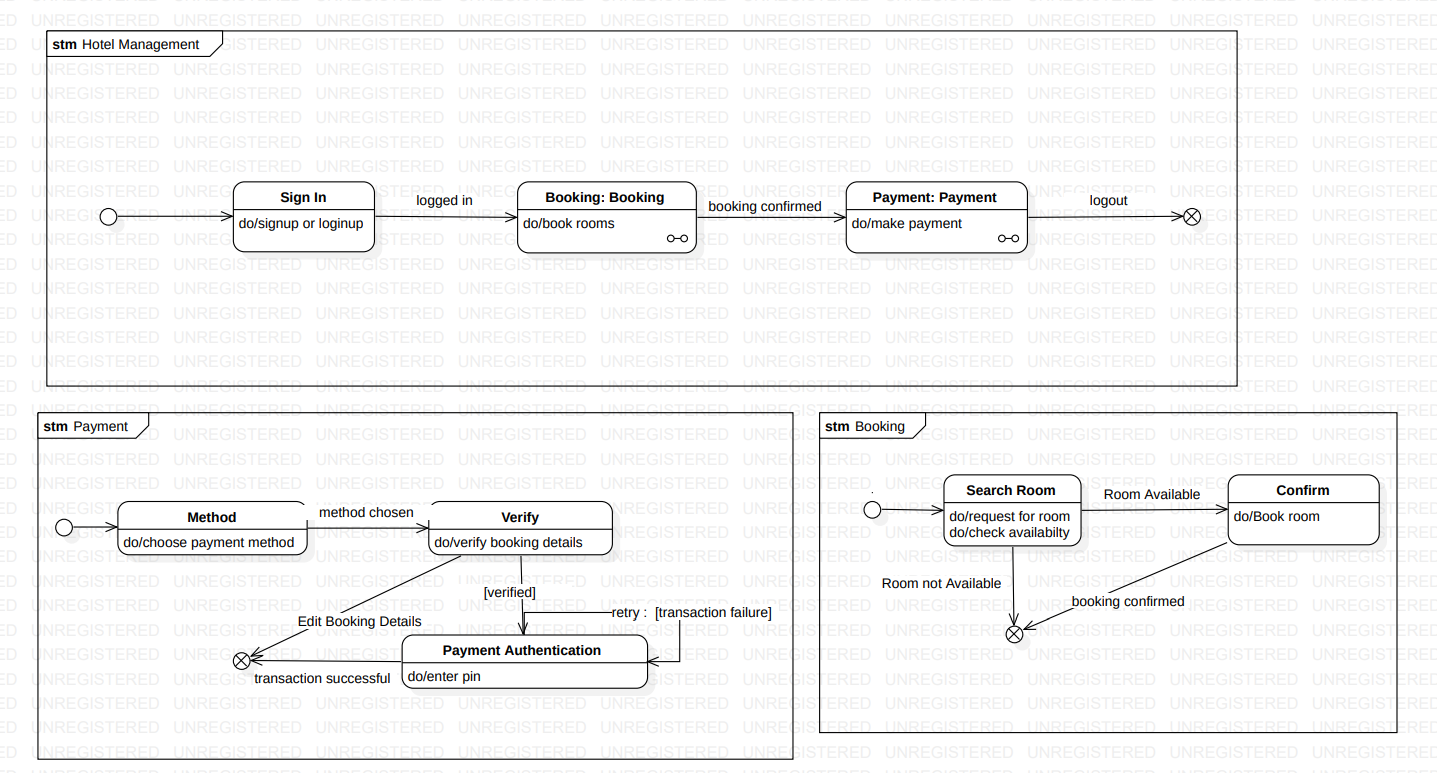 stm Hotel Management
Sign In
do/signup or loginup
logged in
Booking: Booking
do/book rooms
booking confirmed
Payment: Payment
do/make payment
logout
stm Payment
Method
do/choose payment method
method chosen
Verify
do/verify booking details
[verified]
retry : [transaction failure]
Edit Booking Details
Payment Authentication
do/enter pin
transaction successful
stm Booking
Search Room
do/request for room
do/check availabilty
Room Available
Confirm
do/Book room
Room not Available
booking confirmed
UNREGISTERED